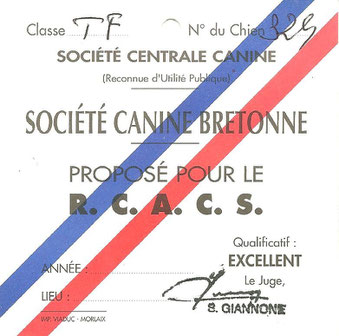 Classe TF N° du Chien 329
SOCIÉTÉ CENTRALE CANINE
(Reconnue d'Utilité Publique)
SOCIÉTÉ CANINE BRETONNE
PROPOSÉ POUR LE
R. C. A. C. S.
Qualificatif :
EXCELLENT
ANNÉE :
Le Juge,
LIEU :
S. GIANNONE
IMP. VIADUC - MORLAIX